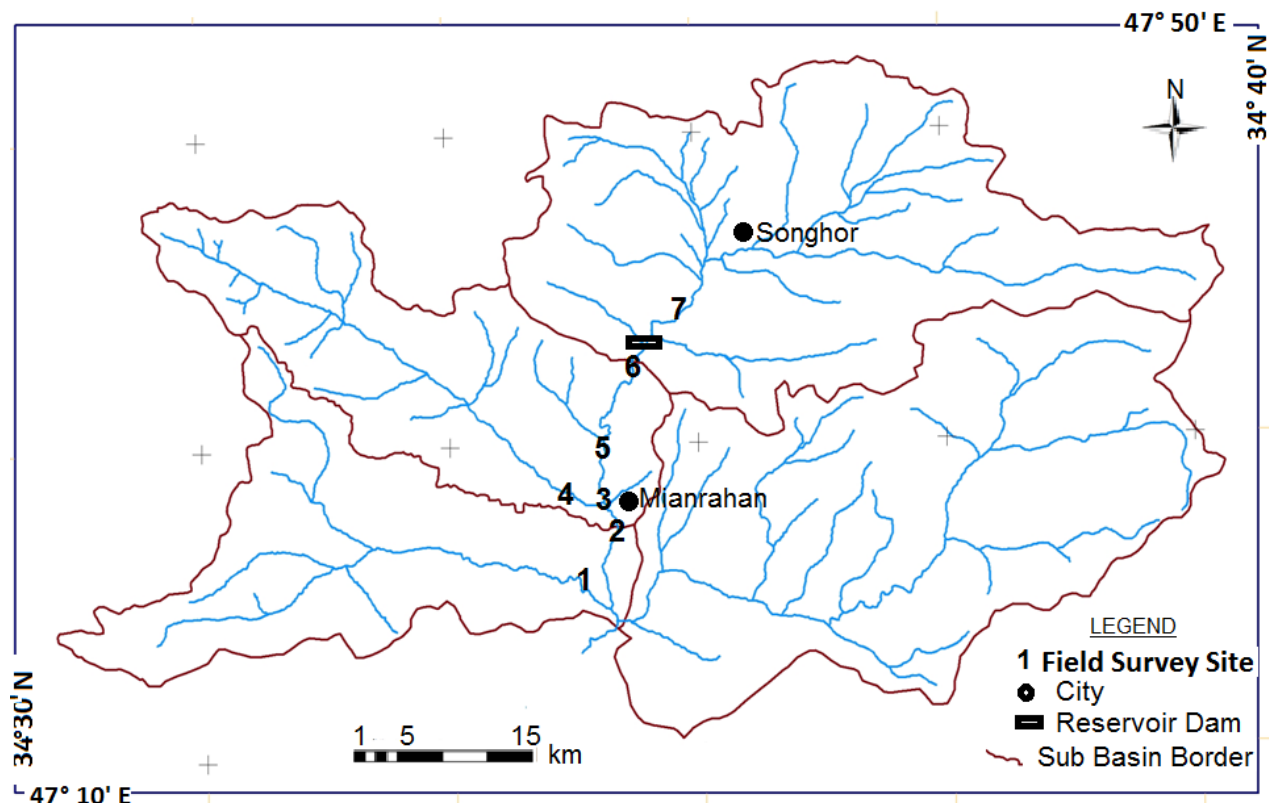 47° 50' E
34° 40' N
N
Songhor
7
6
5
4
3
Mianrahan
2
1
LEGEND
1 Field Survey Site
City
Reservoir Dam
Sub Basin Border
1 5 15
km
34°30' N
47° 10' E